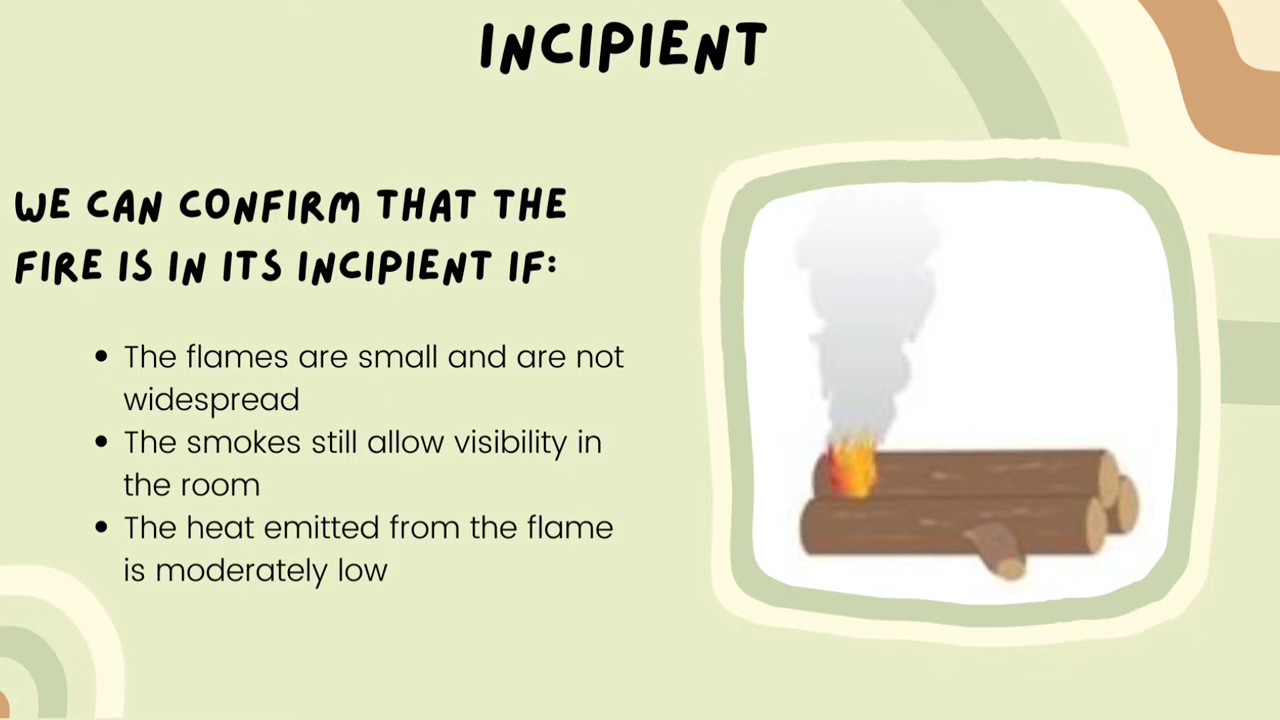 INCIPIENT
WE CAN CONFIRM THAT THE
FIRE IS IN ITS INCIPIENT IF:
• The flames are small and are not
widespread
• The smokes still allow visibility in
the room
• The heat emitted from the flame
is moderately low